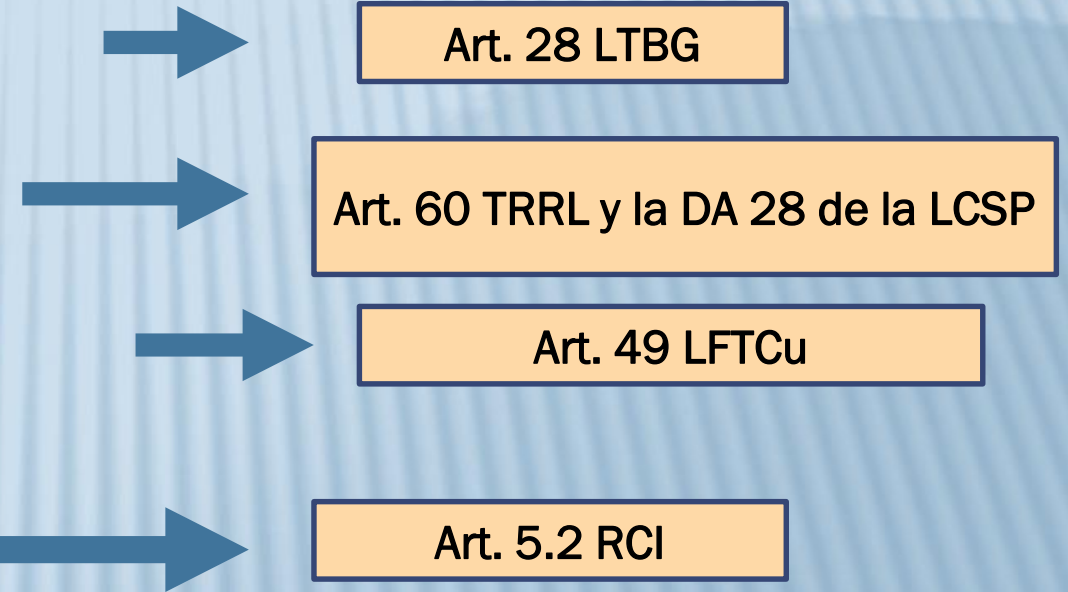 Art. 28 LTBG
Art. 60 TRRL y la DA 28 de la LCSP
Art. 49 LFTCu
Art. 5.2 RCI